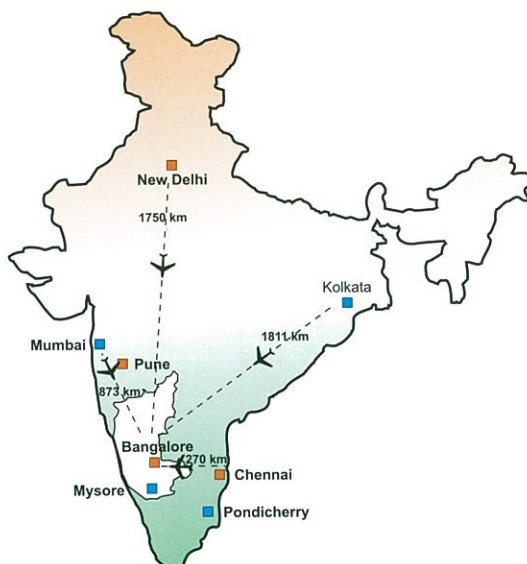 New Delhi
1750 km
Kolkata
1811 km
Mumbai
Pune
873 km
Bangalore
270 km
Chennai
Mysore
Pondicherry